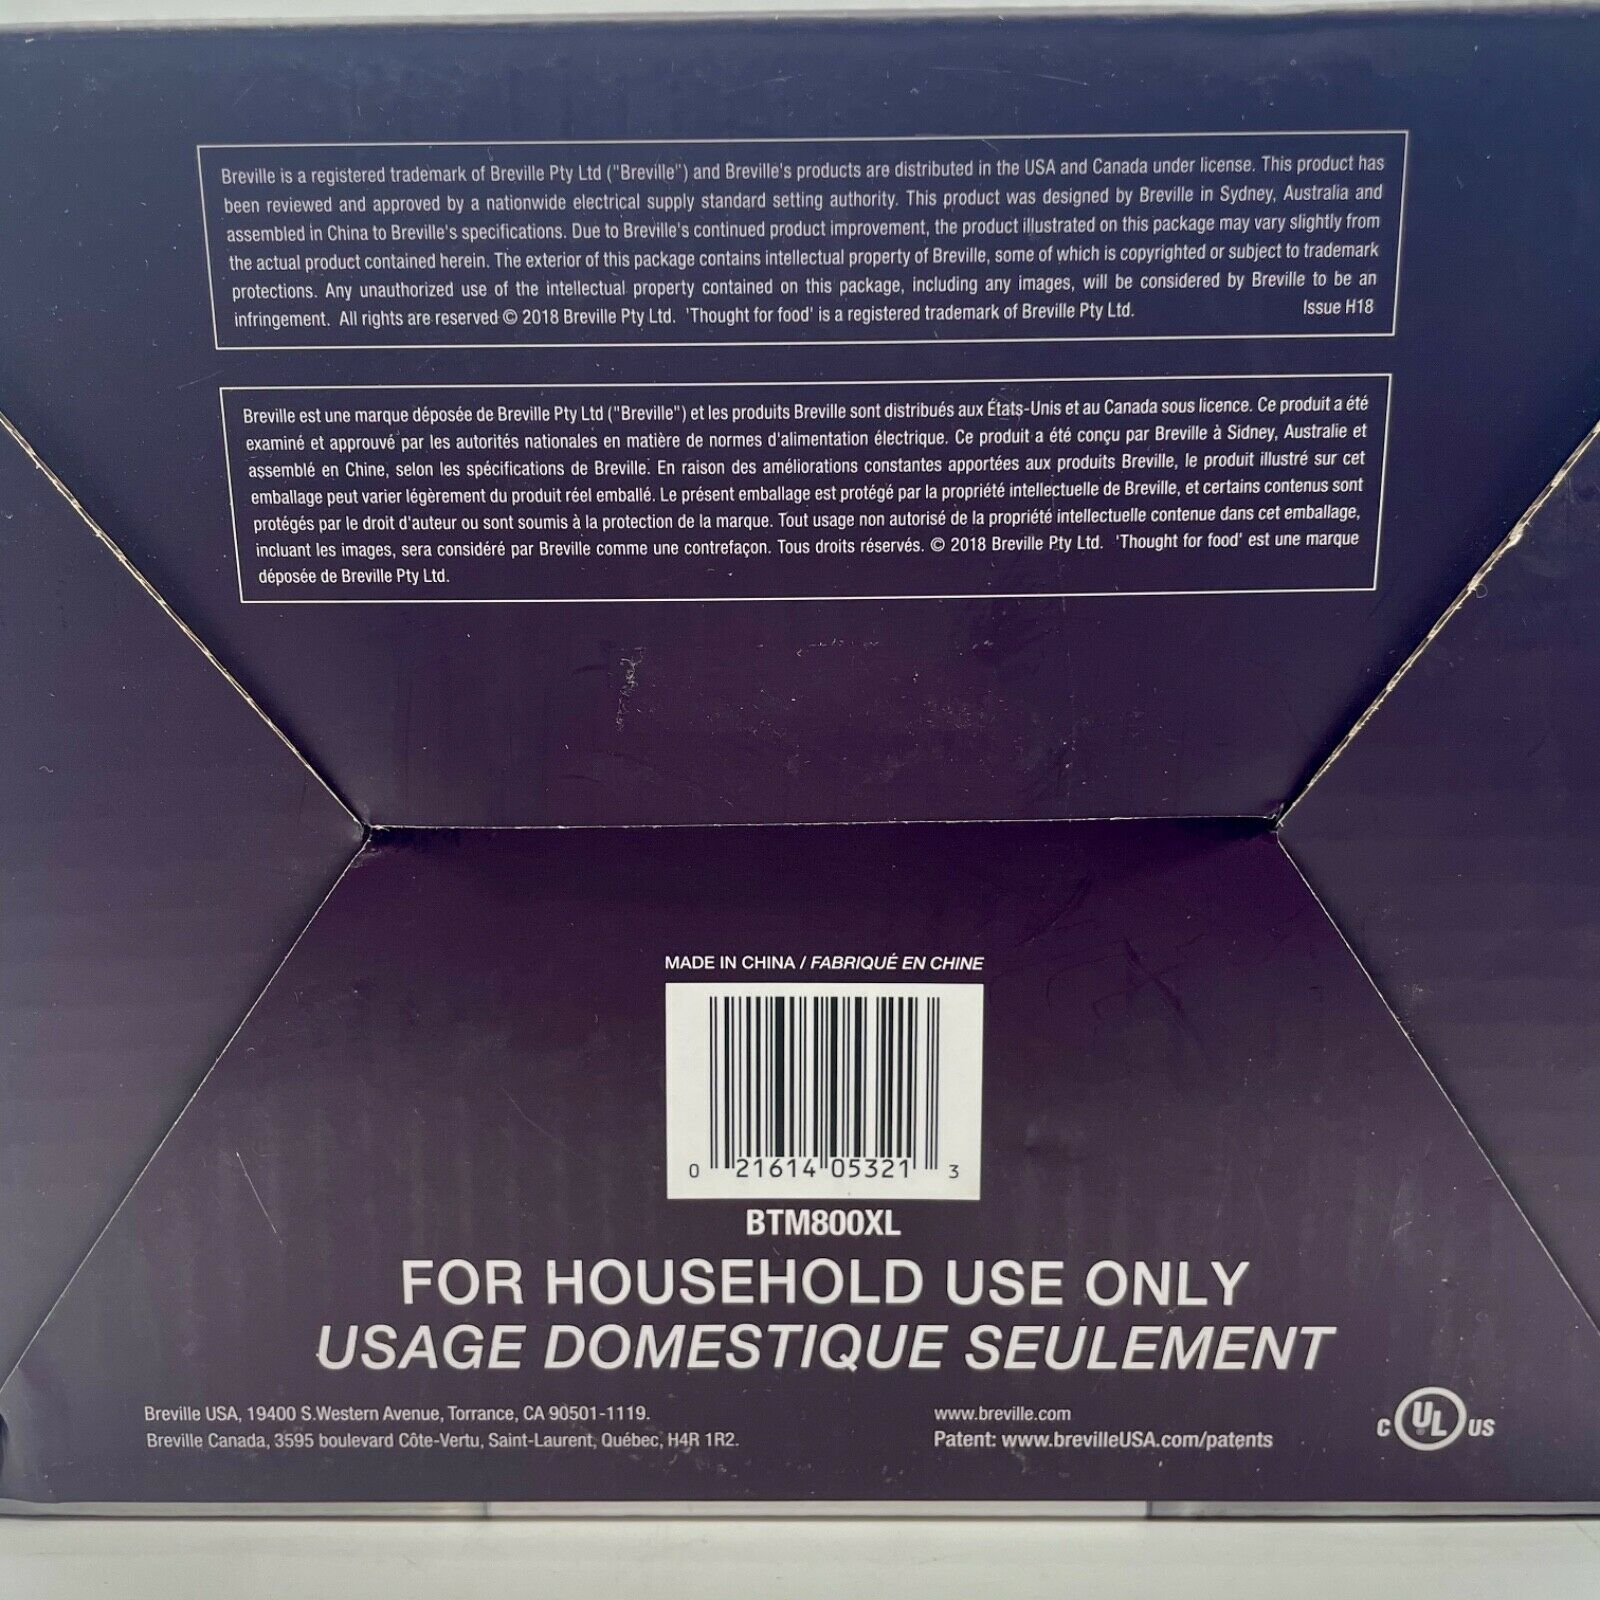 Breville is a registered trademark of Breville Pty Ltd ("Breville") and Breville's products are distributed in the USA and Canada under license. This product has
been reviewed and approved by a nationwide electrical supply standard setting authority. This product was designed by Breville in Sydney, Australia and
assembled in China to Breville's specifications. Due to Breville's continued product improvement, the product illustrated on this package may vary slightly from
the actual product contained herein. The exterior of this package contains intellectual property of Breville, some of which is copyrighted or subject to trademark
protections. Any unauthorized use of the intellectual property contained on this package, including any images, will be considered by Breville to be an
infringement. All rights are reserved © 2018 Breville Pty Ltd. 'Thought for food' is a registered trademark of Breville Pty Ltd. Issue H18
Breville est une marque déposée de Breville Pty Ltd ("Breville") et les produits Breville sont distribués aux États-Unis et au Canada sous licence. Ce produit a été
examiné et approuvé par les autorités nationales en matière de normes d'alimentation électrique. Ce produit a été conçu par Breville à Sidney, Australie et
assemblé en Chine, selon les spécifications de Breville. En raison des améliorations constantes apportées aux produits Breville, le produit illustré sur cet
emballage peut varier légèrement du produit réel emballé. Le présent emballage est protégé par la propriété intellectuelle de Breville, et certains contenus sont
protégés par le droit d'auteur ou sont soumis à la protection de la marque. Tout usage non autorisé de la propriété intellectuelle contenue dans cet emballage,
incluant les images, sera considéré par Breville comme une contrefaçon. Tous droits réservés. © 2018 Breville Pty Ltd. 'Thought for food' est une marque
déposée de Breville Pty Ltd.
MADE IN CHINA / FABRIQUÉ EN CHINE
0 21614 05321 3
BTM800XL
FOR HOUSEHOLD USE ONLY
USAGE DOMESTIQUE SEULEMENT
Breville USA, 19400 S.Western Avenue, Torrance, CA 90501-1119.
Breville Canada, 3595 boulevard Côte-Vertu, Saint-Laurent, Québec, H4R 1R2.
www.breville.com
Patent: www.brevilleUSA.com/patents
C UL US